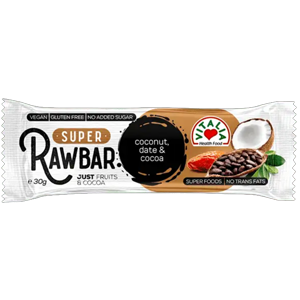 VEGAN | GLUTEN FREE | NO ADDED SUGAR
SUPER
RAWBAR.
JUST FRUITS
& COCOA
℮ 30g
coconut,
date &
cocoa
VITALIA
Health Food
SUPER FOODS | NO TRANS FATS